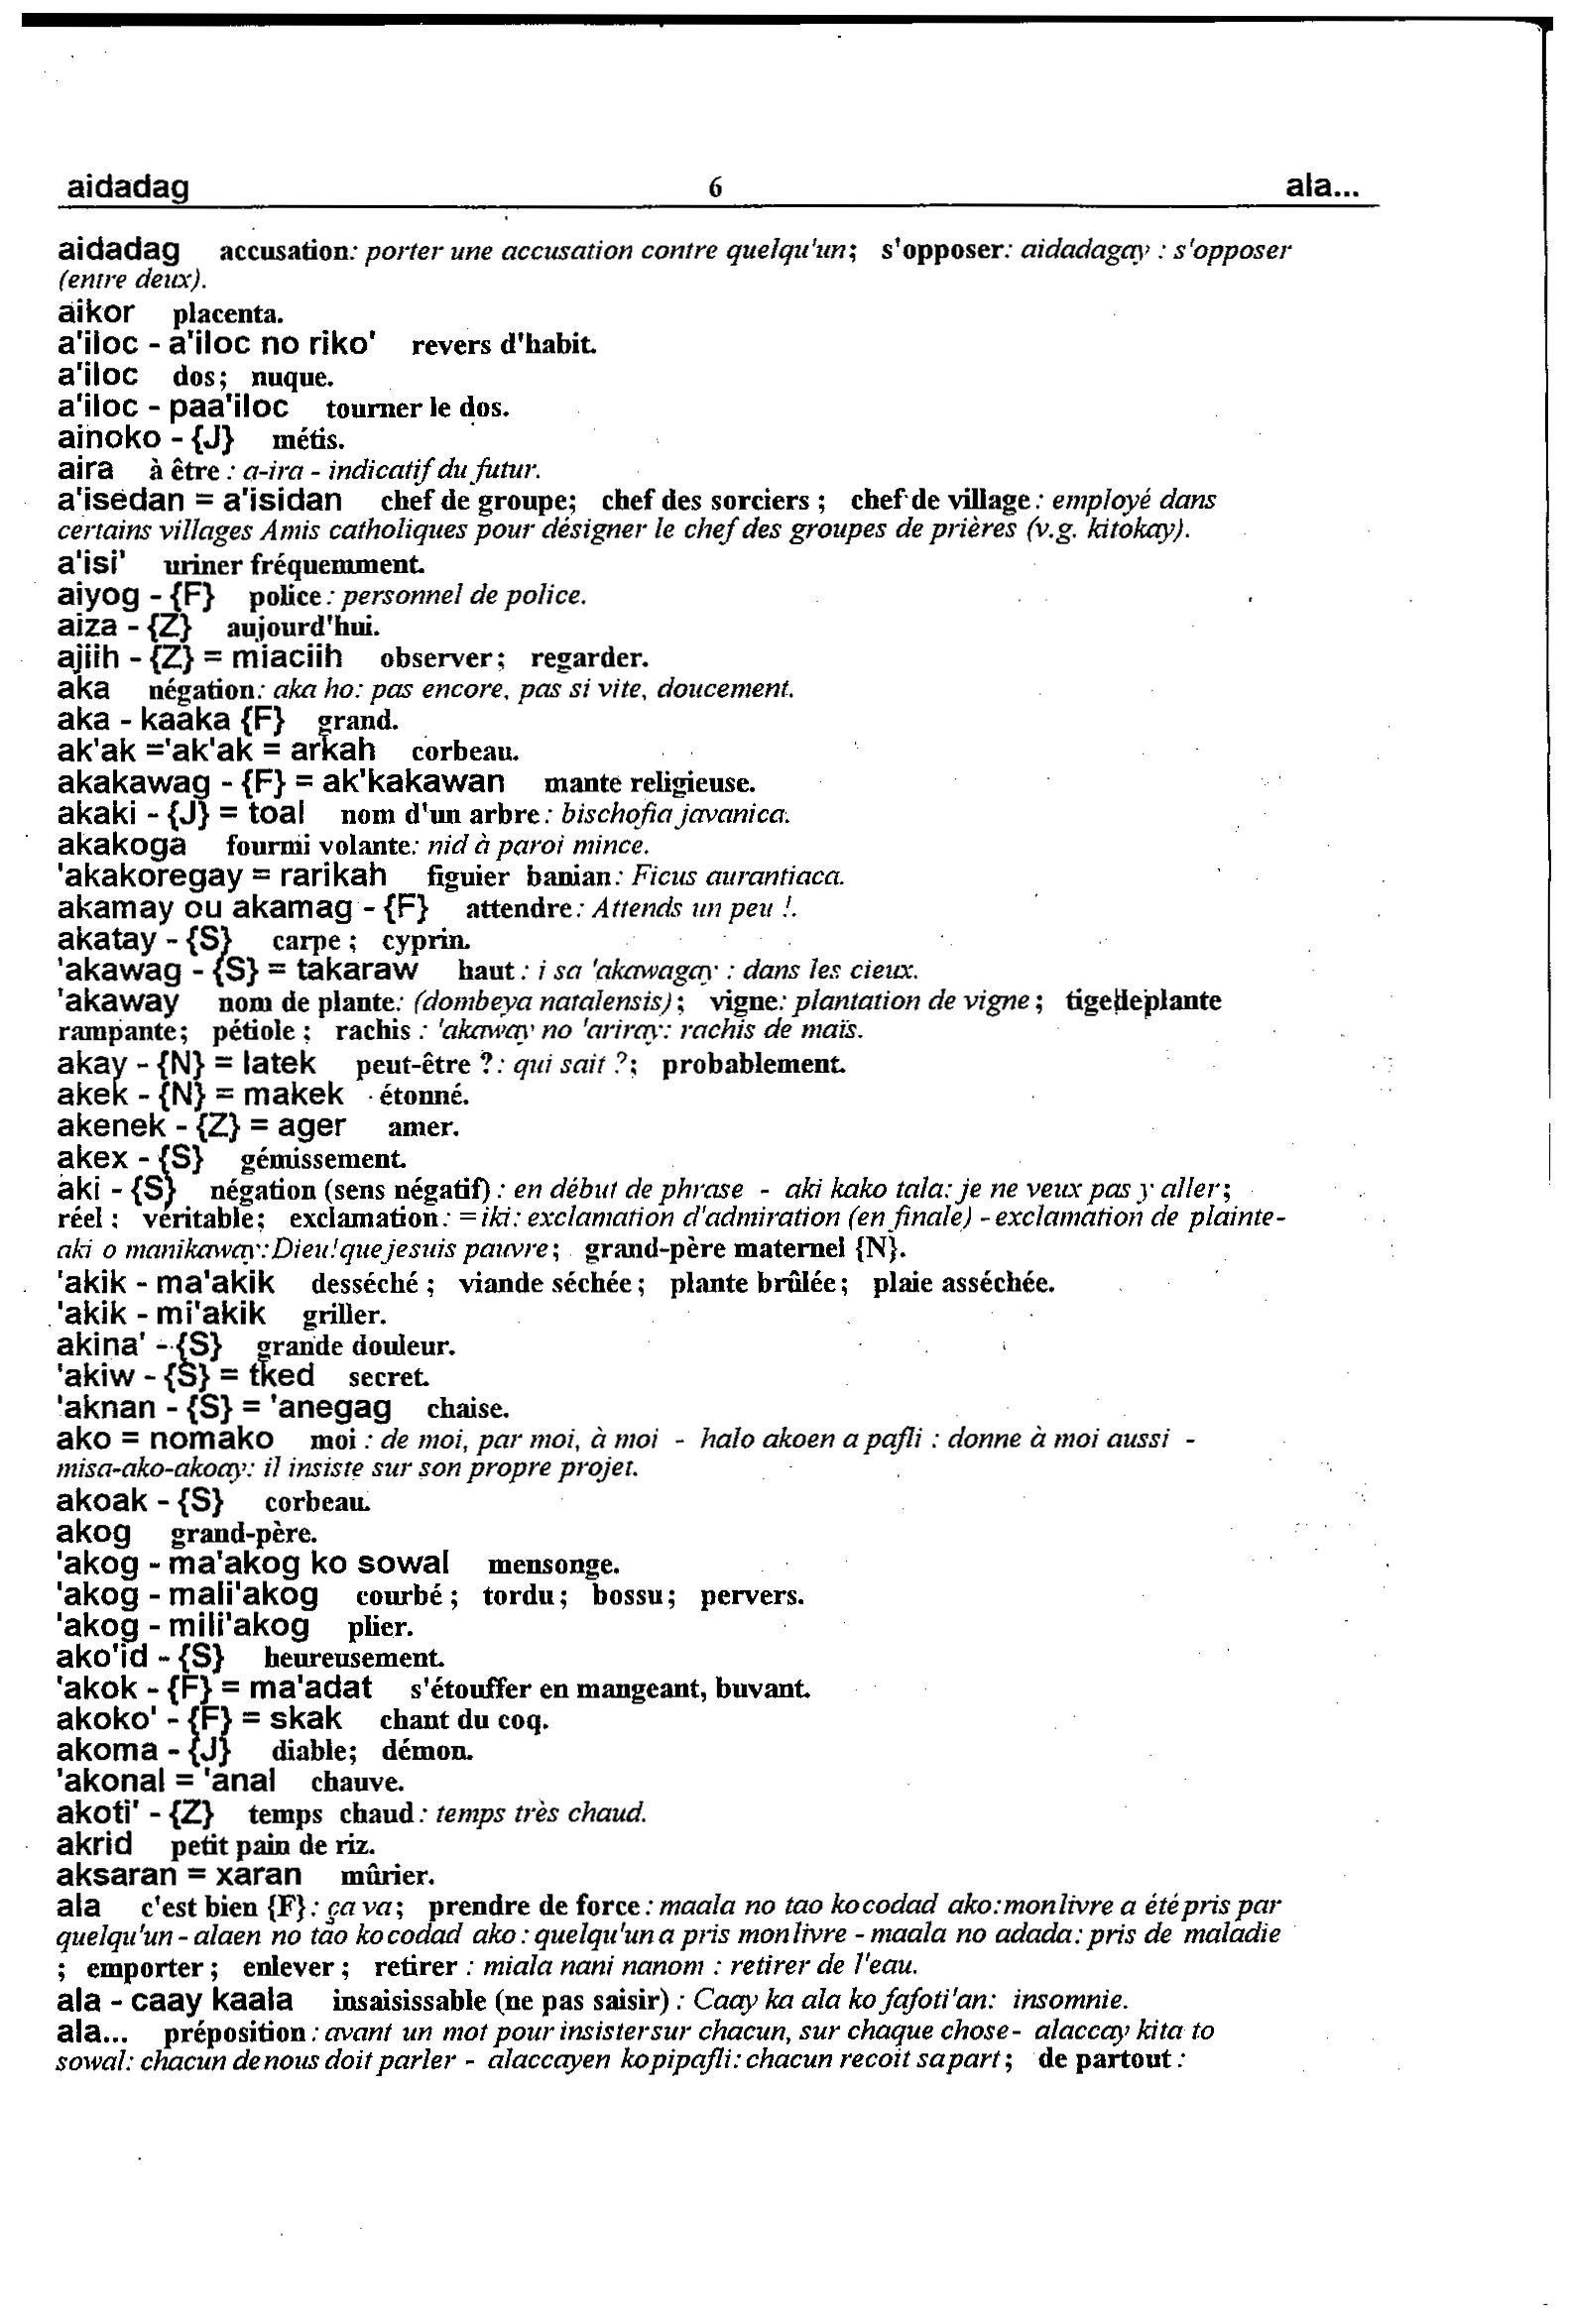 aidadag 6 ala...
aidadag accusation: porter une accusation contre quelqu'un; s'opposer: aidadagay : s'opposer
(entre deux).
aikor placenta.
a'iloc - a'iloc no riko' revers d'habit.
a'iloc dos; nuque.
a'iloc - paa'iloc tourner le dos.
ainoko - {J} métis.
aira à être : a-ira - indicatif du futur.
a'isedan = a'isidan chef de groupe; chef des sorciers ; chef de village : employé dans
certains villages Amis catholiques pour désigner le chef des groupes de prières (v.g. kitokay).
a'isi' uriner fréquemment.
aiyog - {F} police : personnel de police.
aiza - {Z} aujourd'hui.
ajiih - {Z} = miaciih observer; regarder.
aka négation: aka ho: pas encore, pas si vite, doucement.
aka - kaaka {F} grand.
ak'ak ='ak'ak = arkah corbeau.
akakawag - {F} = ak'kakawan mante religieuse.
akaki - {J} = toal nom d'un arbre : bischofia javanica.
akakoga fourmi volante: nid à paroi mince.
'akakoregay = rarikah figuier banian: Ficus aurantiaca.
akamay ou akamag - {F} attendre: Attends un peu !.
akatay - {S} carpe ; cyprin.
'akawag - {S} = takaraw haut : i sa 'akawagay : dans les cieux.
'akaway nom de plante: (dombeya natalensis) ; vigne: plantation de vigne ; tige de plante
rampante; pétiole ; rachis : 'akaway no 'ariray: rachis de maïs.
akay - {N} = latek peut-être ? : qui sait ?; probablement.
akek - {N} = makek étonné.
akenek - {Z} = ager amer.
akex - {S} gémissement.
aki - {S} négation (sens négatif) : en début de phrase - aki kako tala: je ne veux pas y aller;
réel ; véritable; exclamation: =iki: exclamation d'admiration (en finale) - exclamation de plainte-
aki o manikaway:Dieu!que je suis pauvre; grand-père maternel {N}.
'akik - ma'akik desséché ; viande séchée ; plante brûlée ; plaie asséchée.
'akik - mi'akik griller.
akina' - {S} grande douleur.
'akiw - {S} = tked secret.
'aknan - {S} = 'anegag chaise.
ako = nomako moi : de moi, par moi, à moi - halo akoen a pafli : donne à moi aussi -
misa-ako-akoay: il insiste sur son propre projet.
akoak - {S} corbeau.
akog grand-père.
'akog - ma'akog ko sowal mensonge.
'akog - mali'akog courbé ; tordu ; bossu ; pervers.
'akog - mili'akog plier.
ako'id - {S} heureusement.
'akok - {F} = ma'adat s'étouffer en mangeant, buvant.
akoko' - {F} = skak chant du coq.
akoma - {J} diable; démon.
'akonal = 'anal chauve.
akoti' - {Z} temps chaud : temps très chaud.
akrid petit pain de riz.
aksaran = xaran mûrier.
ala c'est bien {F} : ça va ; prendre de force : maala no tao ko codad ako:mon livre a été pris par
quelqu'un - alaen no tao ko codad ako : quelqu'un a pris mon livre - maala no adada: pris de maladie
; emporter ; enlever ; retirer : miala nani nanom : retirer de l'eau.
ala - caay kaala insaisissable (ne pas saisir) : Caay ka ala ko fafoti'an: insomnie.
ala... préposition : avant un mot pour insister sur chacun, sur chaque chose - alaccay kita to
sowal: chacun de nous doit parler - alaccayen ko pipafli: chacun recoit sa part ; de partout :